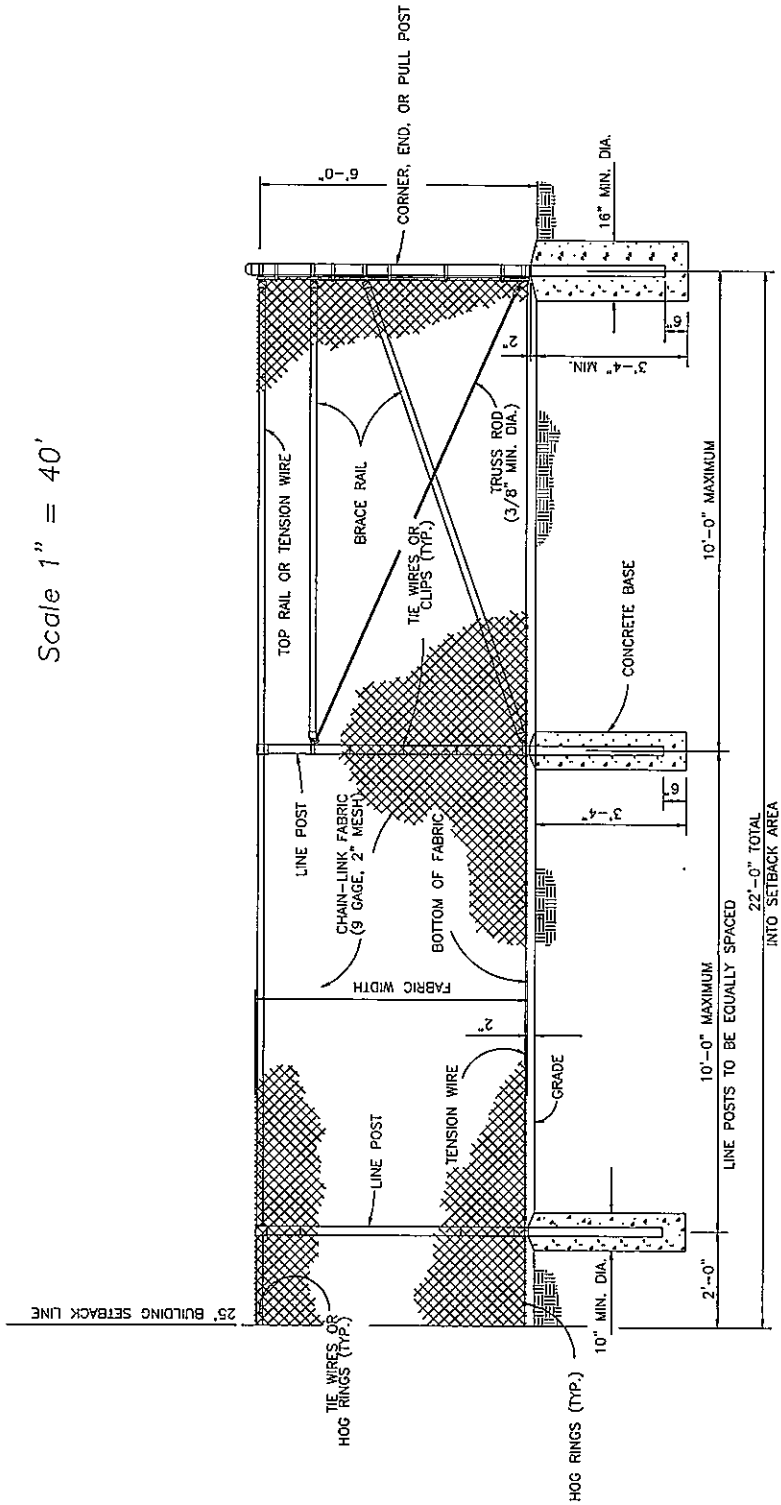 Scale 1" = 40'
25' BUILDING SETBACK LINE
TIE WIRES OR
HOG RINGS (TYP.)
HOG RINGS (TYP.)
LINE POST
TENSION WIRE
GRADE
10" MIN. DIA.
2'-0"
2"
FABRIC WIDTH
BOTTOM OF FABRIC
CHAIN-LINK FABRIC
(9 GAGE, 2" MESH)
LINE POST
TOP RAIL OR TENSION WIRE
BRACE RAIL
TIE WIRES OR
CLIPS (TYP.)
TRUSS ROD
(3/8" MIN. DIA.)
CORNER, END, OR PULL POST
6'-0"
16" MIN. DIA.
2"
3'-4" MIN.
6"
CONCRETE BASE
3'-4"
6"
10'-0" MAXIMUM
10'-0" MAXIMUM
LINE POSTS TO BE EQUALLY SPACED
22'-0" TOTAL
INTO SETBACK AREA